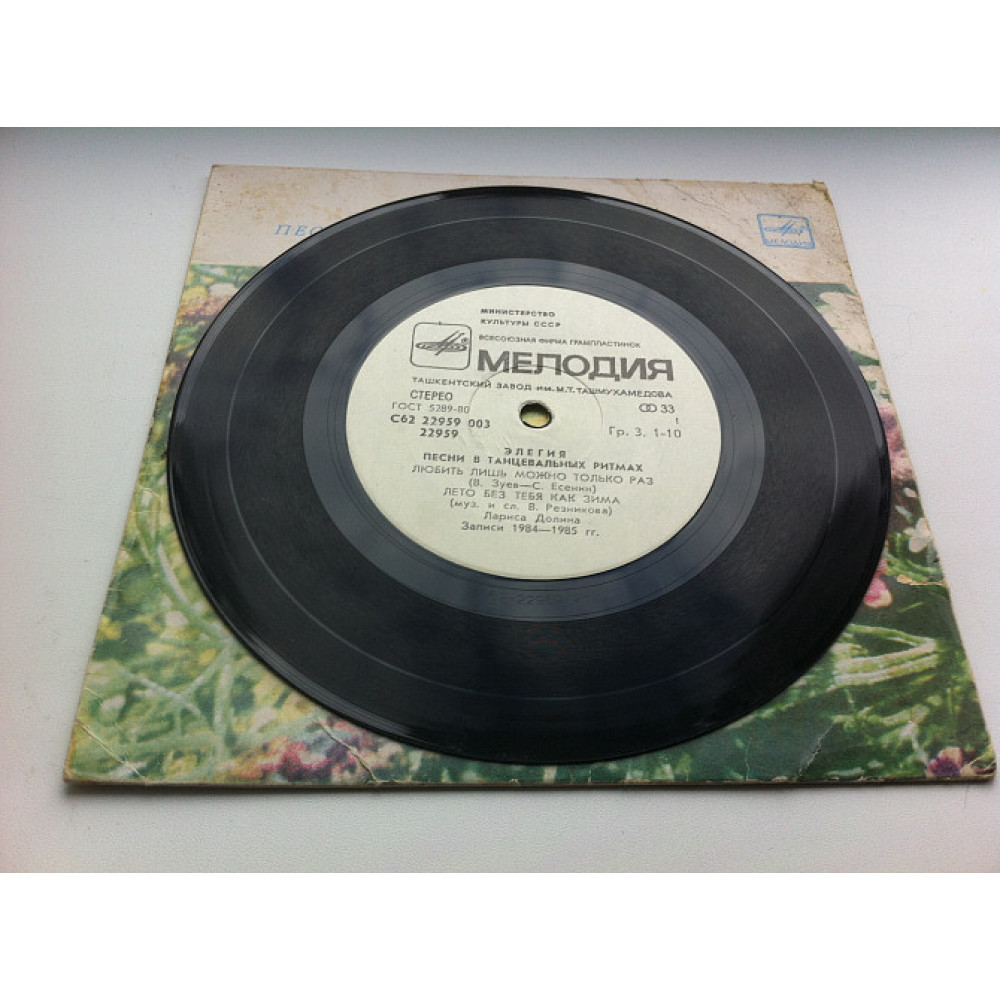 ПЕС
МЕЛОДИЯ
МИНИСТЕРСТВО
КУЛЬТУРЫ СССР
ВСЕСОЮЗНАЯ ФИРМА ГРАМПЛАСТИНОК
МЕЛОДИЯ
ТАШКЕНТСКИЙ ЗАВОД им. М.Т. ТАШМУХАМЕДОВА
СТЕРЕО
ГОСТ 5289-80
33
С62 22959 003
22959
1
Гр. 3. 1-10
ЭЛЕГИЯ
ПЕСНИ В ТАНЦЕВАЛЬНЫХ РИТМАХ
ЛЮБИТЬ ЛИШЬ МОЖНО ТОЛЬКО РАЗ
(В. Зуев—С. Есенин)
ЛЕТО БЕЗ ТЕБЯ КАК ЗИМА
(муз. и сл. В. Резникова)
Лариса Долина
Записи 1984—1985 гг.